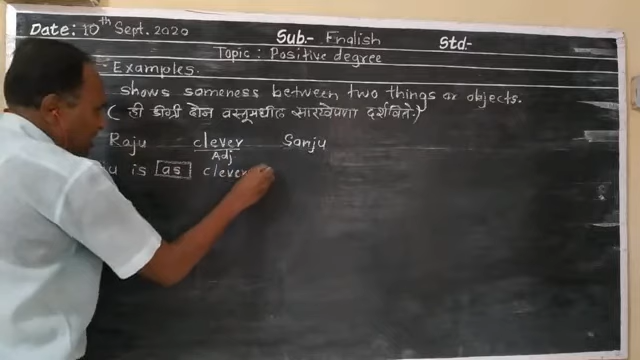 Date: 10th Sept. 2020 Sub.- English Std-
Topic : Positive degree
Examples.
shows sameness between two things or objects.
( ही डीग्री दोन वस्तूमधील सारखेपणा दर्शविते.)
Raju clever Sanju
Adj
is as clever